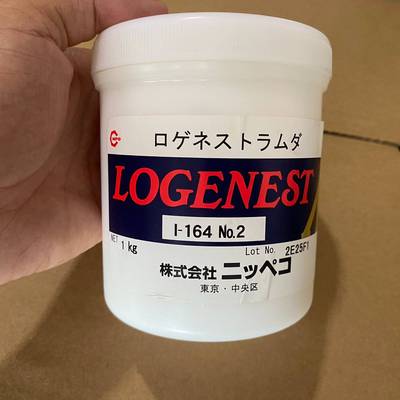 ロゲネストラムダ
LOGENEST
I-164 No.2
NET 1 kg
Lot No. 2E25F1
株式会社 ニッペコ
東京・中央区